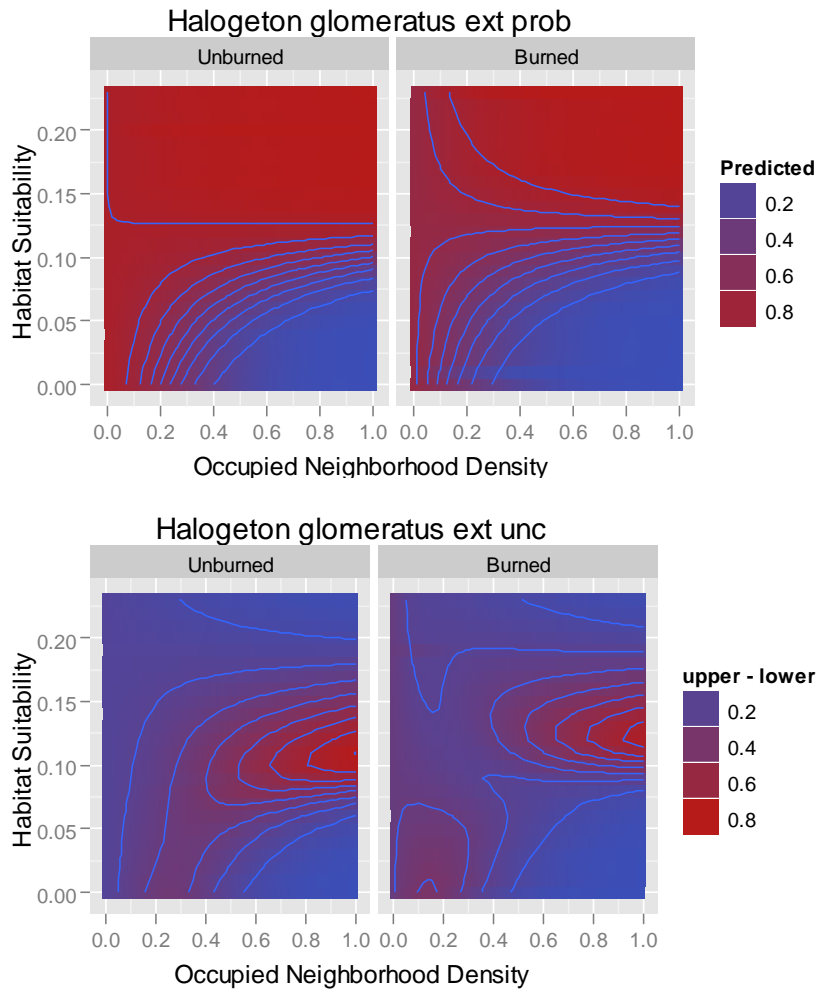 Halogeton glomeratus ext prob
Unburned
Burned
Habitat Suitability
0.20
0.15
0.10
0.05
0.00
0.0 0.2 0.4 0.6 0.8 1.0
0.0 0.2 0.4 0.6 0.8 1.0
Occupied Neighborhood Density
Predicted
0.2
0.4
0.6
0.8
Halogeton glomeratus ext unc
Unburned
Burned
Habitat Suitability
0.20
0.15
0.10
0.05
0.00
0.0 0.2 0.4 0.6 0.8 1.0
0.0 0.2 0.4 0.6 0.8 1.0
Occupied Neighborhood Density
upper - lower
0.2
0.4
0.6
0.8